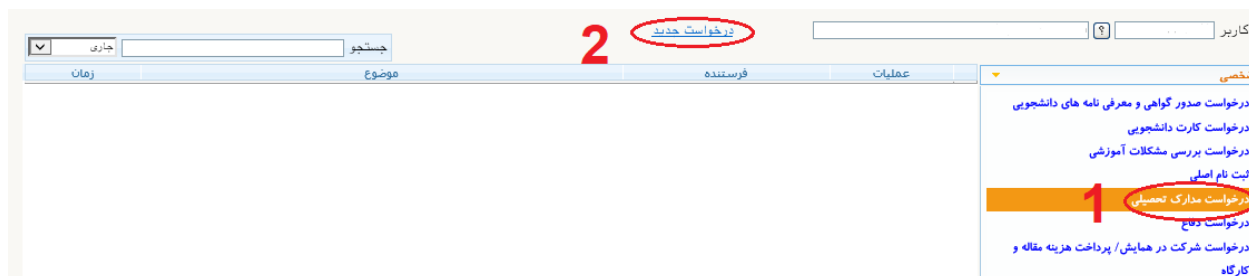 کاربر ؟ درخواست جدید 2
جستجو جاری
عملیات فرستنده موضوع زمان
درخواست صدور گواهی و معرفی نامه های دانشجویی
درخواست کارت دانشجویی
درخواست بررسی مشکلات آموزشی
ثبت نام اصلی
درخواست مدارک تحصیلی 1
درخواست دفاع
درخواست شرکت در همایش/ پرداخت هزینه مقاله و
کارگاه